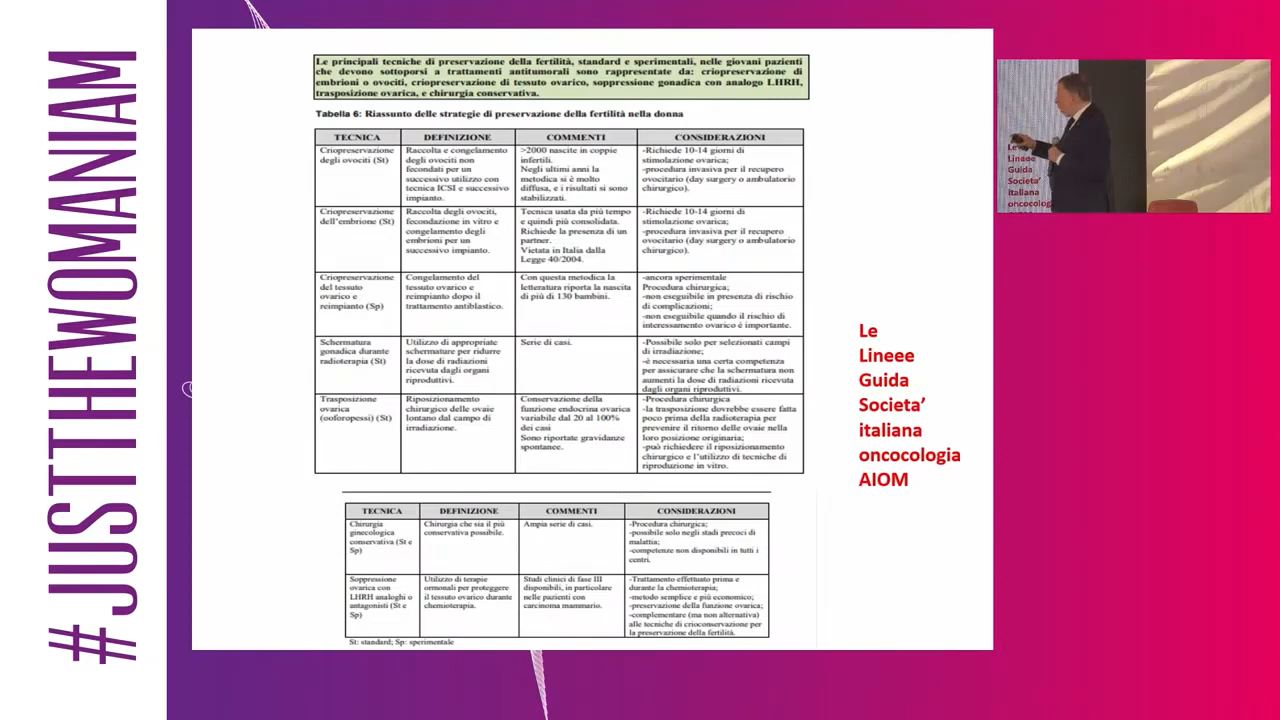 #JUSTTHEWOMANIAM
Le principali tecniche di preservazione della fertilità, standard e sperimentali, nelle giovani pazienti
che devono sottoporsi a trattamenti antitumorali sono rappresentate da: criopreservazione di
embrioni o ovociti, criopreservazione di tessuto ovarico, soppressione gonadica con analogo LHRH,
trasposizione ovarica, e chirurgia conservativa.
Tabella 6: Riassunto delle strategie di preservazione della fertilità nella donna
TECNICA DEFINIZIONE COMMENTI CONSIDERAZIONI
Criopreservazione
degli ovociti (St)
Raccolta e congelamento
degli ovociti non
fecondati per un
successivo utilizzo con
tecnica ICSI e successivo
impianto.
>2000 nascite in coppie
infertili.
Negli ultimi anni la
metodica si è molto
diffusa, e i risultati si sono
stabilizzati.
-Richiede 10-14 giorni di
stimolazione ovarica;
-procedura invasiva per il recupero
ovocitario (day surgery o ambulatorio
chirurgico).
Criopreservazione
dell'embrione (St)
Raccolta degli ovociti,
fecondazione in vitro e
congelamento degli
embrioni per un
successivo impianto.
Tecnica usata da più tempo
e quindi più consolidata.
Richiede la presenza di un
partner.
Vietata in Italia dalla
Legge 40/2004.
-Richiede 10-14 giorni di
stimolazione ovarica;
-procedura invasiva per il recupero
ovocitario (day surgery o ambulatorio
chirurgico).
Criopreservazione
del tessuto
ovarico e
reimpianto (Sp)
Congelamento del
tessuto ovarico e
reimpianto dopo il
trattamento antiblastico.
Con questa metodica la
letteratura riporta la nascita
di più di 130 bambini.
-ancora sperimentale
Procedura chirurgica;
-non eseguibile in presenza di rischio
di complicazioni;
-non eseguibile quando il rischio di
interessamento ovarico è importante.
Schermatura
gonadica durante
radioterapia (St)
Utilizzo di appropriate
schermature per ridurre
la dose di radiazioni
ricevuta dagli organi
riproduttivi.
Serie di casi.
-Possibile solo per selezionati campi
di irradiazione;
-è necessaria una certa competenza
per assicurare che la schermatura non
aumenti la dose di radiazioni ricevuta
dagli organi riproduttivi.
Trasposizione
ovarica
(ooforopessi) (St)
Riposizionamento
chirurgico delle ovaie
lontano dal campo di
irradiazione.
Conservazione della
funzione endocrina ovarica
variabile dal 20 al 100%
dei casi
Sono riportate gravidanze
spontanee.
-Procedura chirurgica
-la trasposizione dovrebbe essere fatta
poco prima della radioterapia per
prevenire il ritorno delle ovaie nella
loro posizione originaria;
-può richiedere il riposizionamento
chirurgico e l'utilizzo di tecniche di
riproduzione in vitro.
TECNICA DEFINIZIONE COMMENTI CONSIDERAZIONI
Chirurgia
ginecologica
conservativa (St e
Sp)
Chirurgia che sia il più
conservativa possibile.
Ampia serie di casi.
-Procedura chirurgica;
-possibile solo negli stadi precoci di
malattia;
-competenze non disponibili in tutti i
centri.
Soppressione
ovarica con
LHRH analoghi o
antagonisti (St e
Sp)
Utilizzo di terapie
ormonali per proteggere
il tessuto ovarico durante
chemioterapia.
Studi clinici di fase III
disponibili, in particolare
nelle pazienti con
carcinoma mammario.
-Trattamento effettuato prima e
durante la chemioterapia;
-metodo semplice e più economico;
-preservazione della funzione ovarica;
-complementare (ma non alternativa)
alle tecniche di crioconservazione per
la preservazione della fertilità.
St: standard; Sp: sperimentale
Le
Lineee
Guida
Societa'
italiana
oncocologia
AIOM
Lineee
Guida
Societa'
italiana